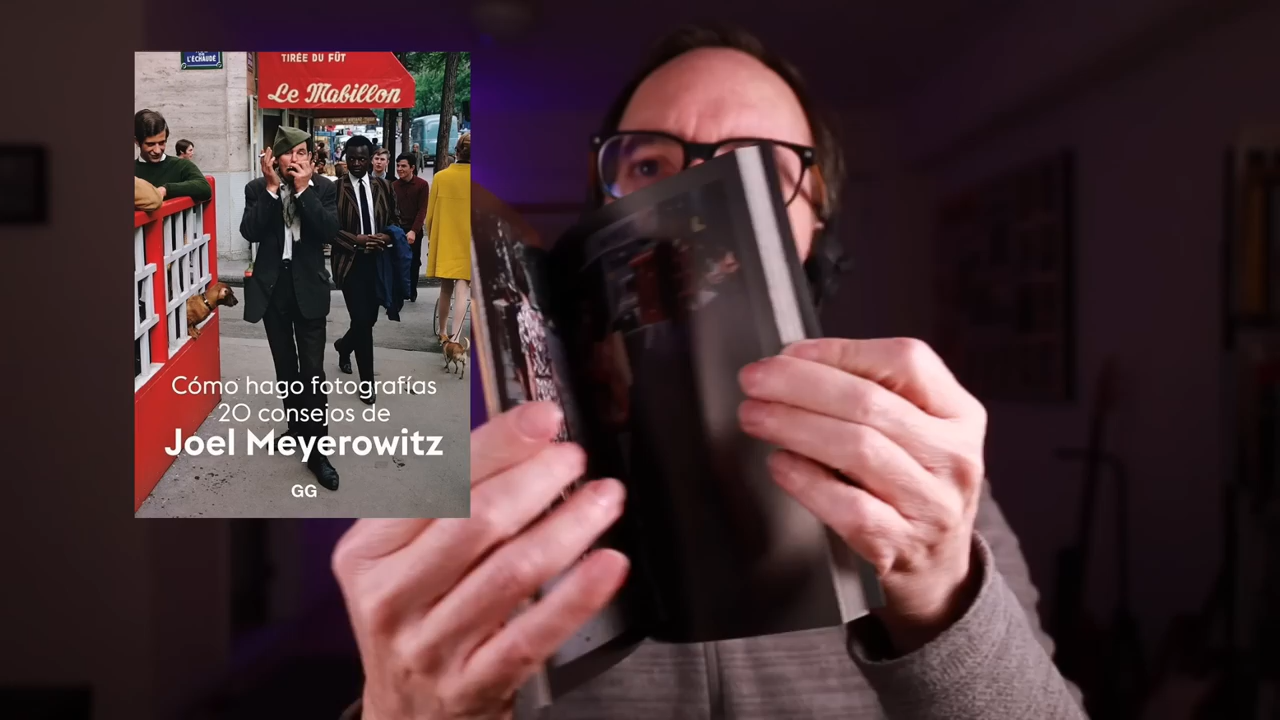 L'ÉCHAUDÉ
TIRÉE DU FÛT
Le Mabillon
Cómo hago fotografías
20 consejos de
Joel Meyerowitz
GG